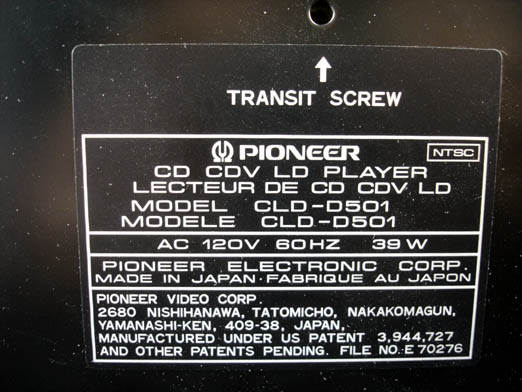 TRANSIT SCREW
PIONEER NTSC
CD CDV LD PLAYER
LECTEUR DE CD CDV LD
MODEL CLD-D501
MODELE CLD-D501
AC 120V 60HZ 39W
PIONEER ELECTRONIC CORP.
MADE IN JAPAN·FABRIQUE AU JAPON
PIONEER VIDEO CORP.
2680 NISHIHANAWA, TATOMICHO, NAKAKOMAGUN,
YAMANASHI-KEN, 409-38, JAPAN,
MANUFACTURED UNDER US PATENT 3,944,727
AND OTHER PATENTS PENDING. FILE NO.:E70276